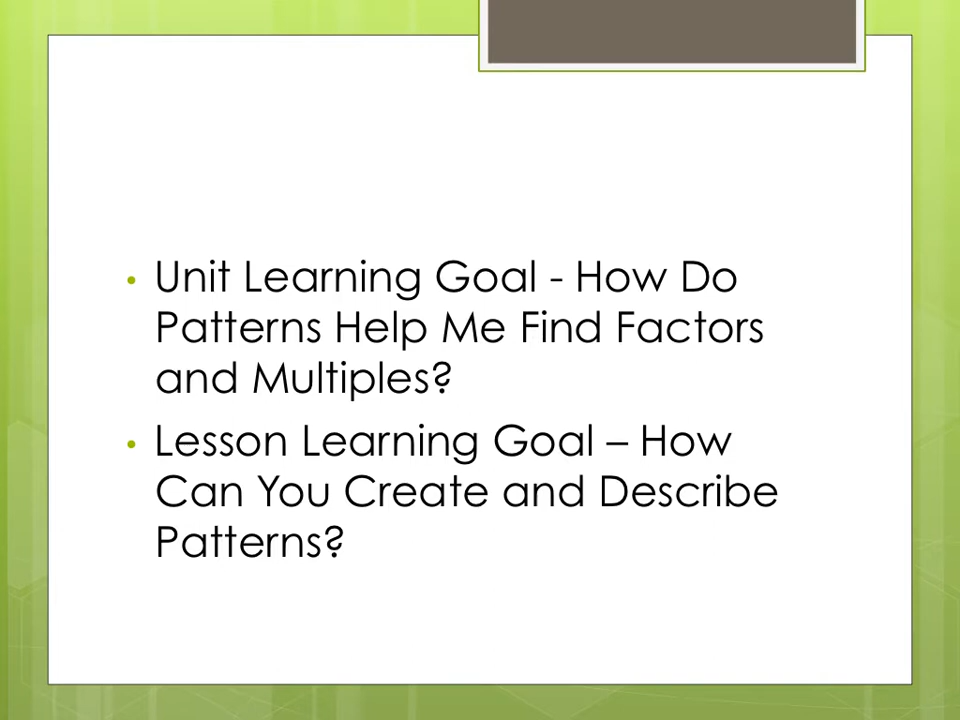 • Unit Learning Goal - How Do
Patterns Help Me Find Factors
and Multiples?
• Lesson Learning Goal – How
Can You Create and Describe
Patterns?